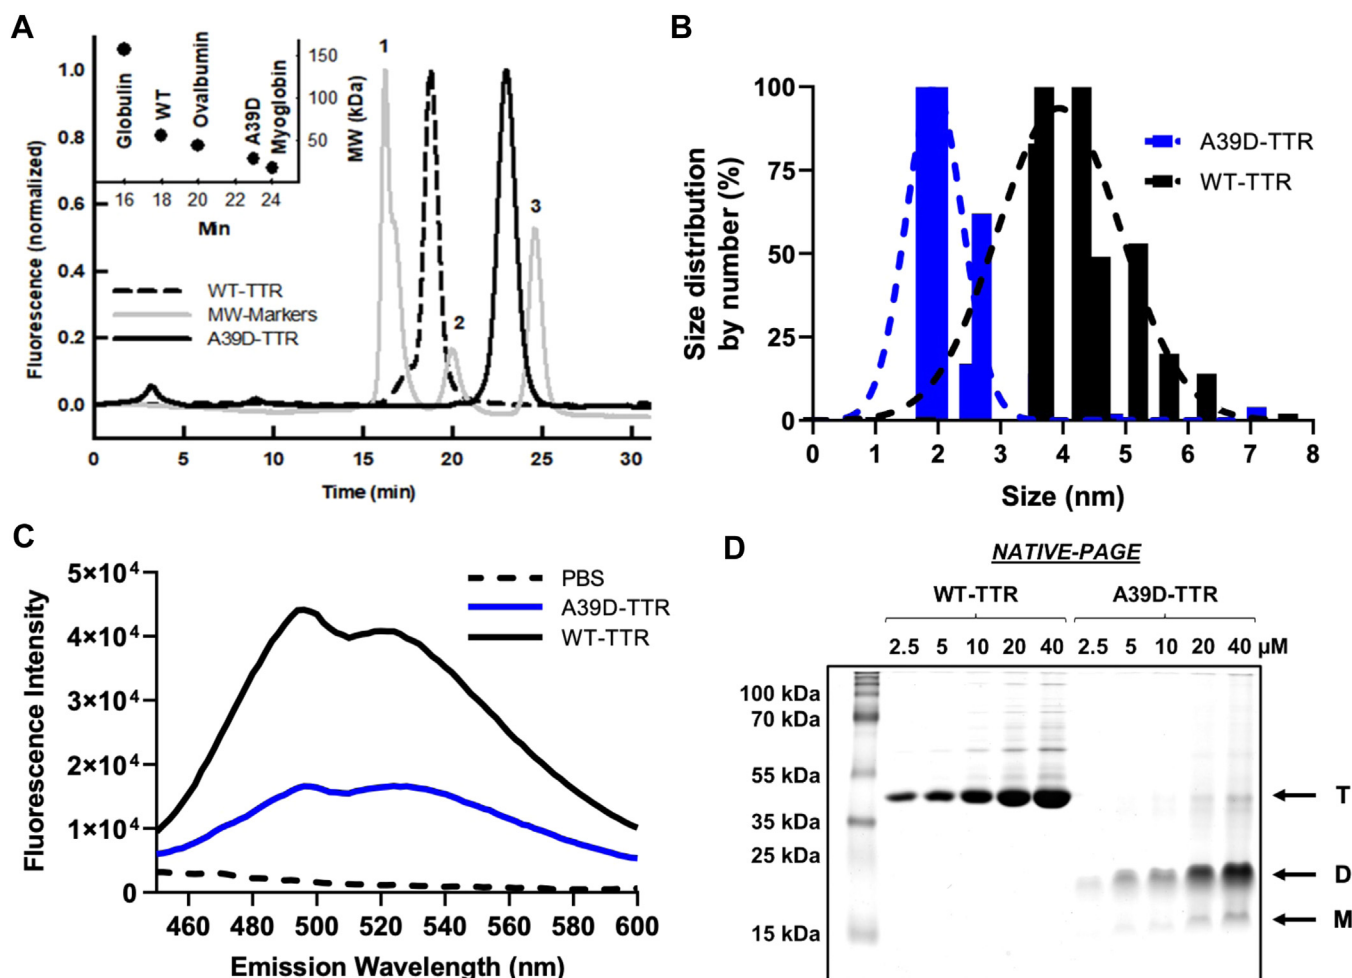 A
1.0
0.8
0.6
0.4
0.2
0.0
Fluorescence (normalized)
0 5 10 15 20 25 30
Time (min)
Globulin
WT
Ovalbumin
A39D
Myoglobin
150
100
50
MW (kDa)
16 18 20 22 24
Min
1
2
3
WT-TTR
MW-Markers
A39D-TTR
B
100
75
50
25
0
Size distribution
by number (%)
0 1 2 3 4 5 6 7 8
Size (nm)
A39D-TTR
WT-TTR
C
5×10⁴
4×10⁴
3×10⁴
2×10⁴
1×10⁴
0
Fluorescence Intensity
460 480 500 520 540 560 580 600
Emission Wavelength (nm)
PBS
A39D-TTR
WT-TTR
D
NATIVE-PAGE
WT-TTR A39D-TTR
2.5 5 10 20 40 2.5 5 10 20 40 μM
100 kDa
70 kDa
55 kDa
35 kDa
25 kDa
15 kDa
T
D
M